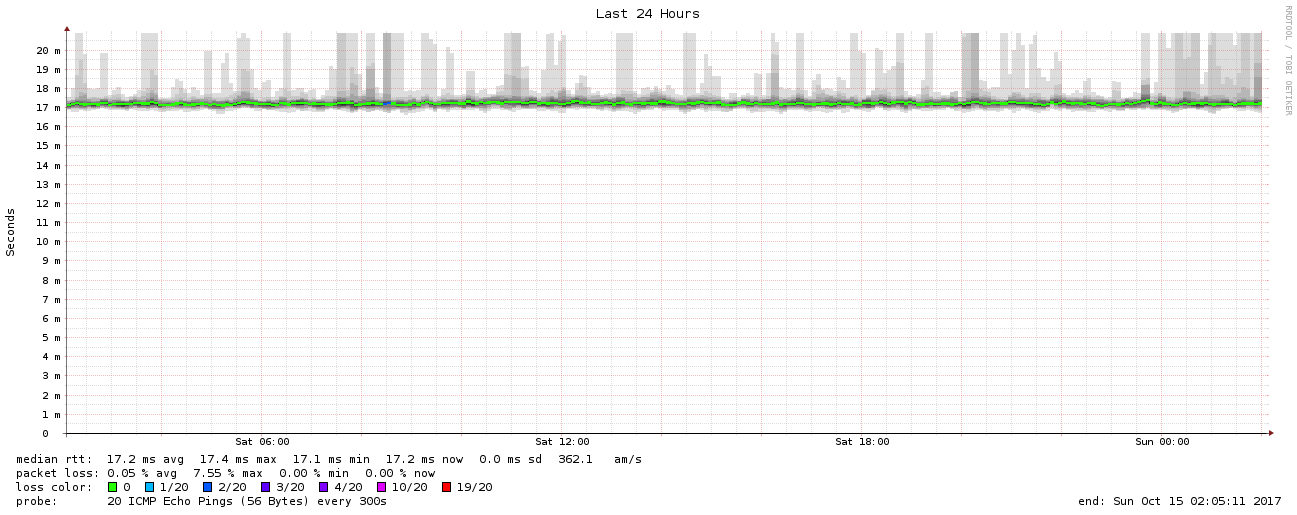 Last 24 Hours
RRDTOOL / TOBI OETIKER
Seconds
20 m
19 m
18 m
17 m
16 m
15 m
14 m
13 m
12 m
11 m
10 m
9 m
8 m
7 m
6 m
5 m
4 m
3 m
2 m
1 m
0
Sat 06:00 Sat 12:00 Sat 18:00 Sun 00:00
median rtt: 17.2 ms avg 17.4 ms max 17.1 ms min 17.2 ms now 0.0 ms sd 362.1 am/s
packet loss: 0.05 % avg 7.55 % max 0.00 % min 0.00 % now
loss color: 0 1/20 2/20 3/20 4/20 10/20 19/20
probe: 20 ICMP Echo Pings (56 Bytes) every 300s end: Sun Oct 15 02:05:11 2017